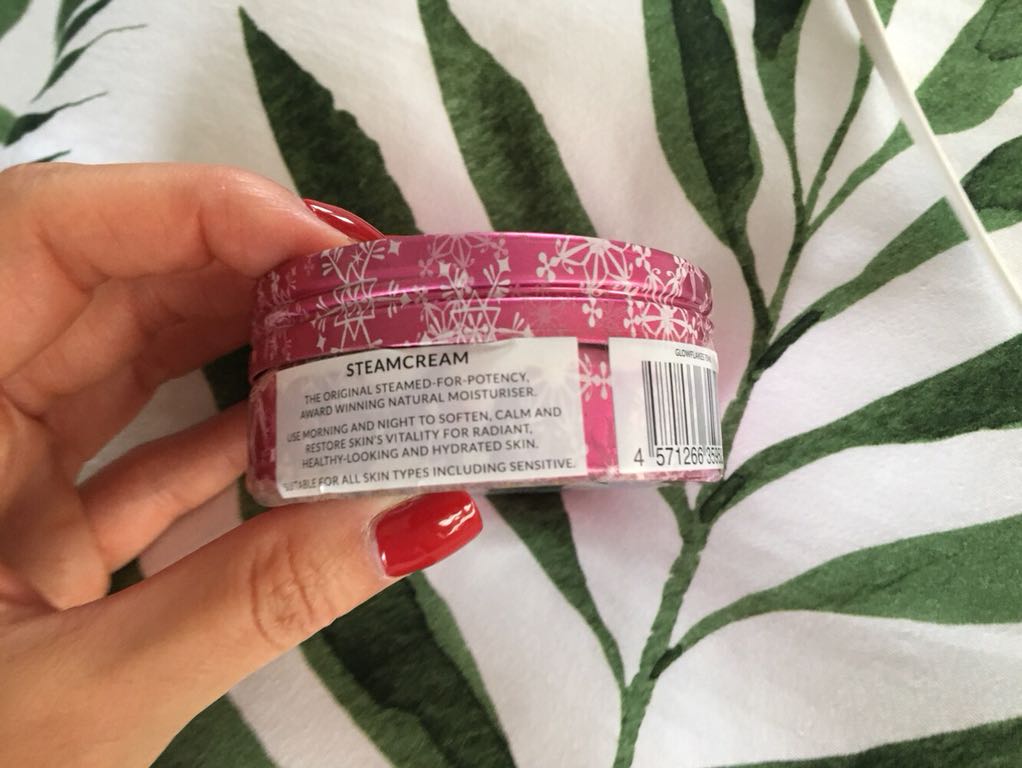 STEAMCREAM
THE ORIGINAL STEAMED-FOR-POTENCY,
AWARD WINNING NATURAL MOISTURISER.
USE MORNING AND NIGHT TO SOFTEN, CALM AND
RESTORE SKIN'S VITALITY FOR RADIANT,
HEALTHY-LOOKING AND HYDRATED SKIN.
SUITABLE FOR ALL SKIN TYPES INCLUDING SENSITIVE.
GLOWFLAKES
4 571266